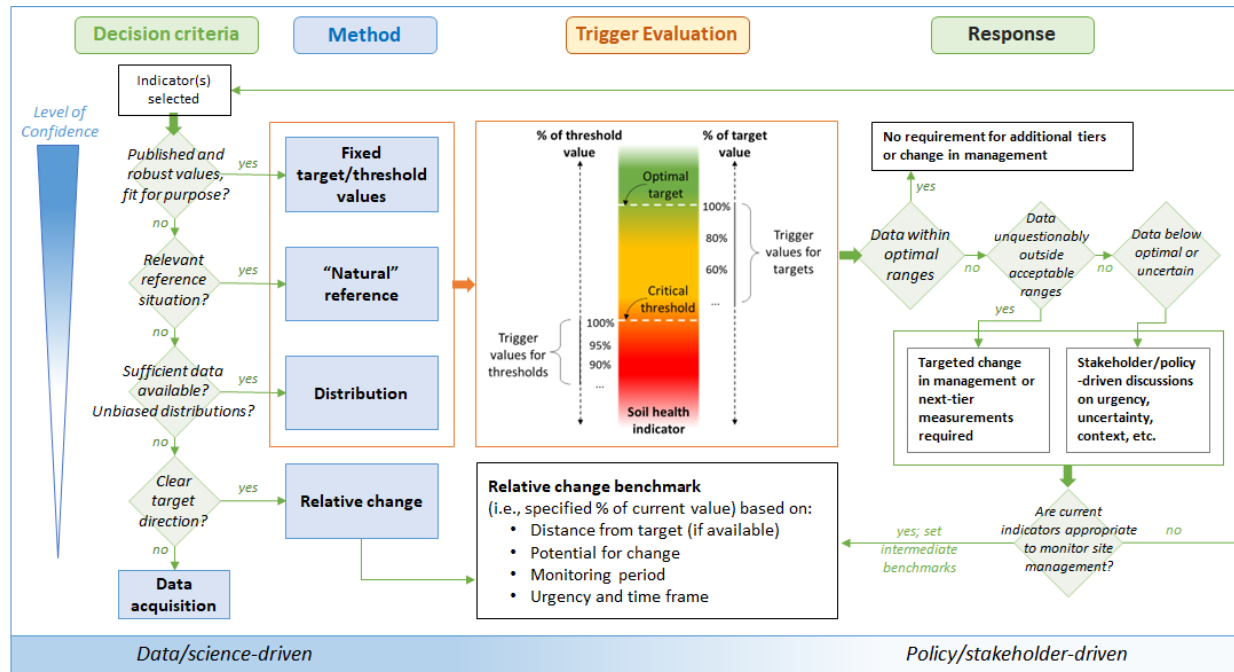 Decision criteria
Method
Trigger Evaluation
Response
Level of
Confidence
Indicator(s)
selected
Published and
robust values,
fit for purpose?
yes
no
Relevant
reference
situation?
yes
no
Sufficient data
available?
Unbiased distributions?
yes
no
Clear
target
direction?
yes
no
Data
acquisition
Fixed
target/threshold
values
“Natural”
reference
Distribution
Relative change
% of threshold
value
% of target
value
Optimal
target
100%
80%
60%
...
Trigger
values for
targets
Critical
threshold
100%
95%
90%
...
Trigger
values for
thresholds
Soil health
indicator
Relative change benchmark
(i.e., specified % of current value) based on:
• Distance from target (if available)
• Potential for change
• Monitoring period
• Urgency and time frame
No requirement for additional tiers
or change in management
yes
Data within
optimal
ranges
no
Data
unquestionably
outside
acceptable
ranges
no
Data below
optimal or
uncertain
yes
Targeted change
in management or
next-tier
measurements
required
Stakeholder/policy
-driven discussions
on urgency,
uncertainty,
context, etc.
Are current
indicators appropriate
to monitor site
management?
yes; set
intermediate
benchmarks
no
Data/science-driven
Policy/stakeholder-driven